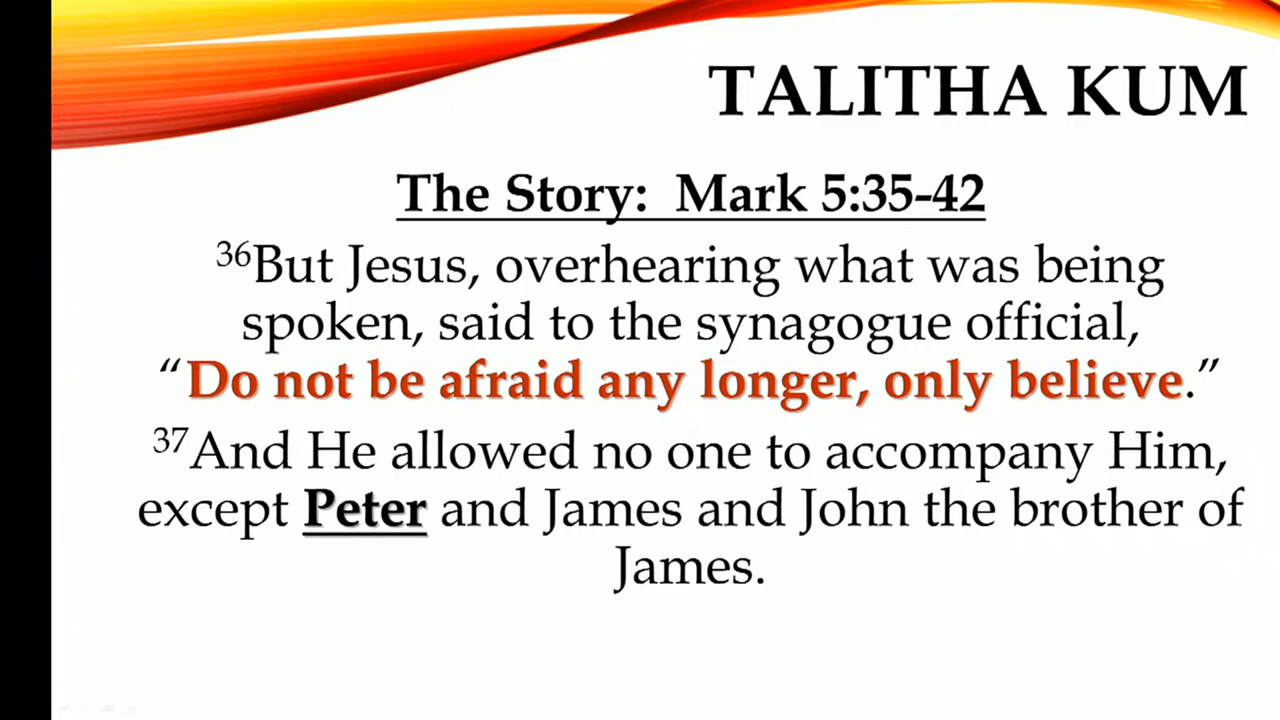 TALITHA KUM
The Story:  Mark 5:35-42
³⁶But Jesus, overhearing what was being
spoken, said to the synagogue official,
“Do not be afraid any longer, only believe.”
³⁷And He allowed no one to accompany Him,
except Peter and James and John the brother of
James.